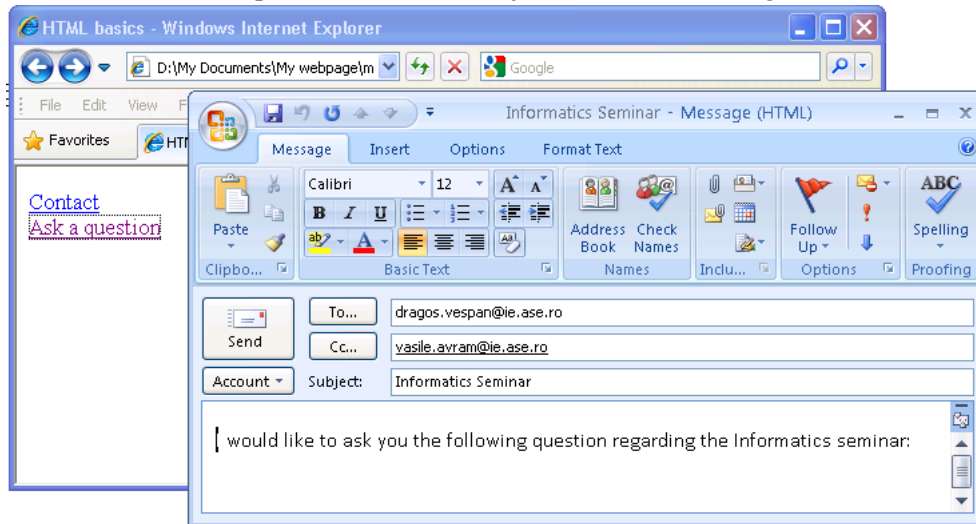 HTML basics - Windows Internet Explorer
D:\My Documents\My webpage\m
Google
File Edit View F
Favorites
HTM
Contact
Ask a question
Informatics Seminar - Message (HTML)
Message Insert Options Format Text
Calibri 12 A A
B I U
ab A Aa
Paste
Address Book
Check Names
Follow Up
ABC
Spelling
Clipbo... Basic Text Names Inclu... Options Proofing
Send
To... dragos.vespan@ie.ase.ro
Cc... vasile.avram@ie.ase.ro
Account Subject: Informatics Seminar
I would like to ask you the following question regarding the Informatics seminar: